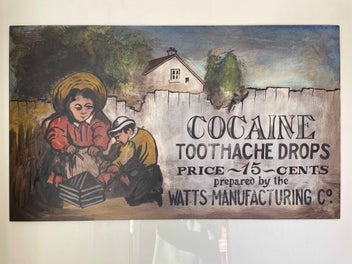 COCAINE
TOOTHACHE DROPS
PRICE ~15~ CENTS
prepared by the
WATTS MANUFACTURING Co.